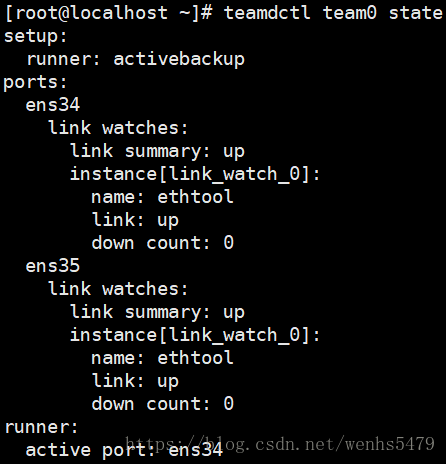 [root@localhost ~]# teamdctl team0 state
setup:
  runner: activebackup
ports:
  ens34
    link watches:
      link summary: up
      instance[link_watch_0]:
        name: ethtool
        link: up
        down count: 0
  ens35
    link watches:
      link summary: up
      instance[link_watch_0]:
        name: ethtool
        link: up
        down count: 0
runner:
  active port: ens34
https://blog.csdn.net/wenhs5479